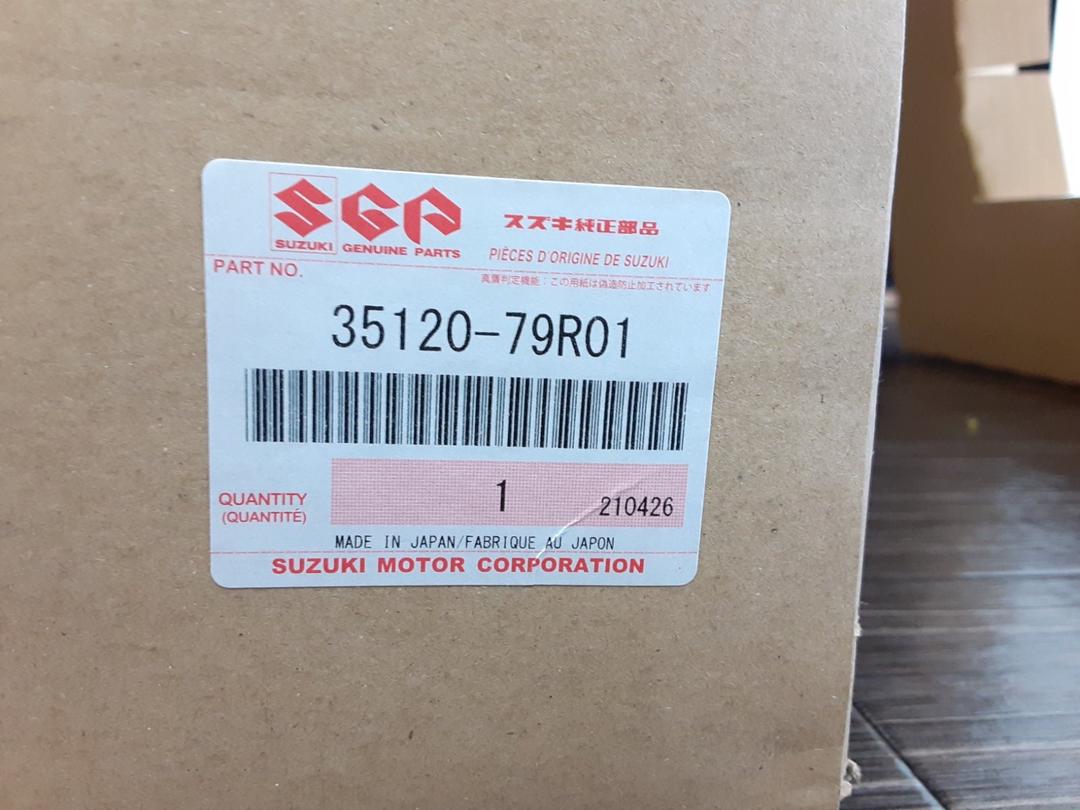 SGP
SUZUKI GENUINE PARTS
スズキ純正部品
PIÈCES D'ORIGINE DE SUZUKI
PART NO.
真贋判定機能：この用紙は偽造防止加工されています
35120-79R01
QUANTITY
(QUANTITÉ)
1
210426
MADE IN JAPAN/FABRIQUE AU JAPON
SUZUKI MOTOR CORPORATION